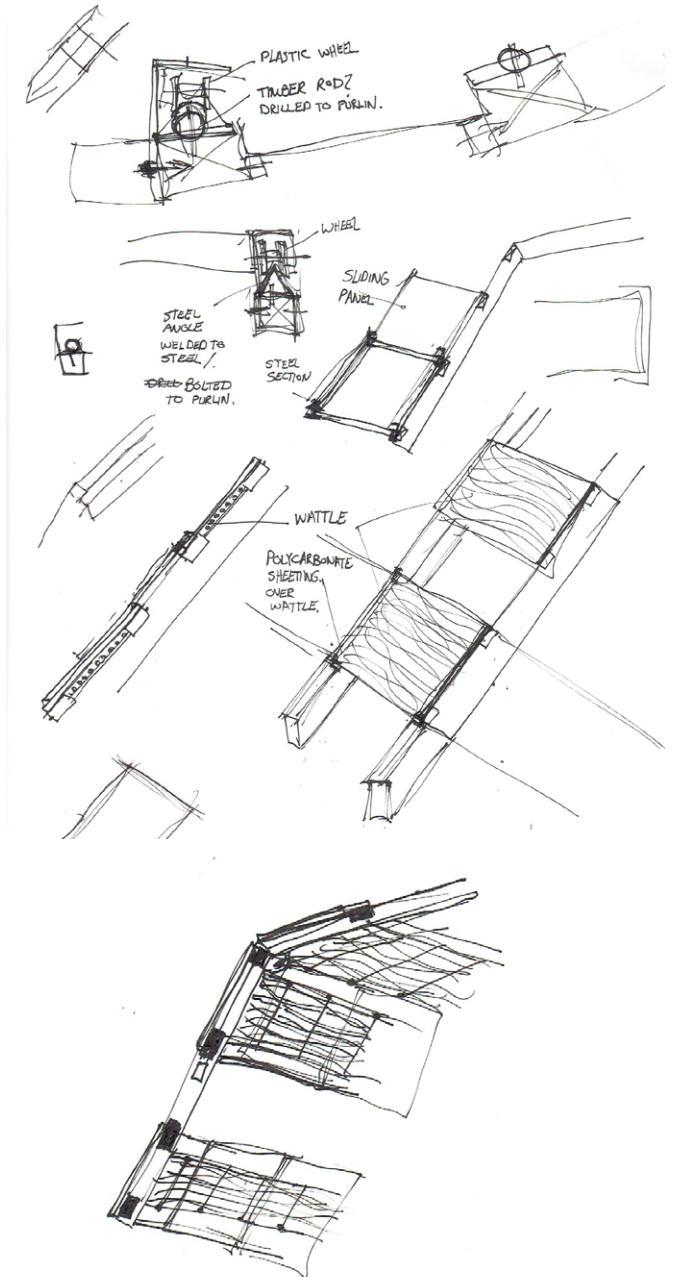 PLASTIC WHEEL
TIMBER ROD?
DRILLED TO PURLIN.
WHEEL
SLIDING
PANEL
STEEL
ANGLE
WELDED TO
STEEL/.
DRILL BOLTED
TO PURLIN.
STEEL
SECTION
WATTLE
POLYCARBONATE
SHEETING
OVER
WATTLE.